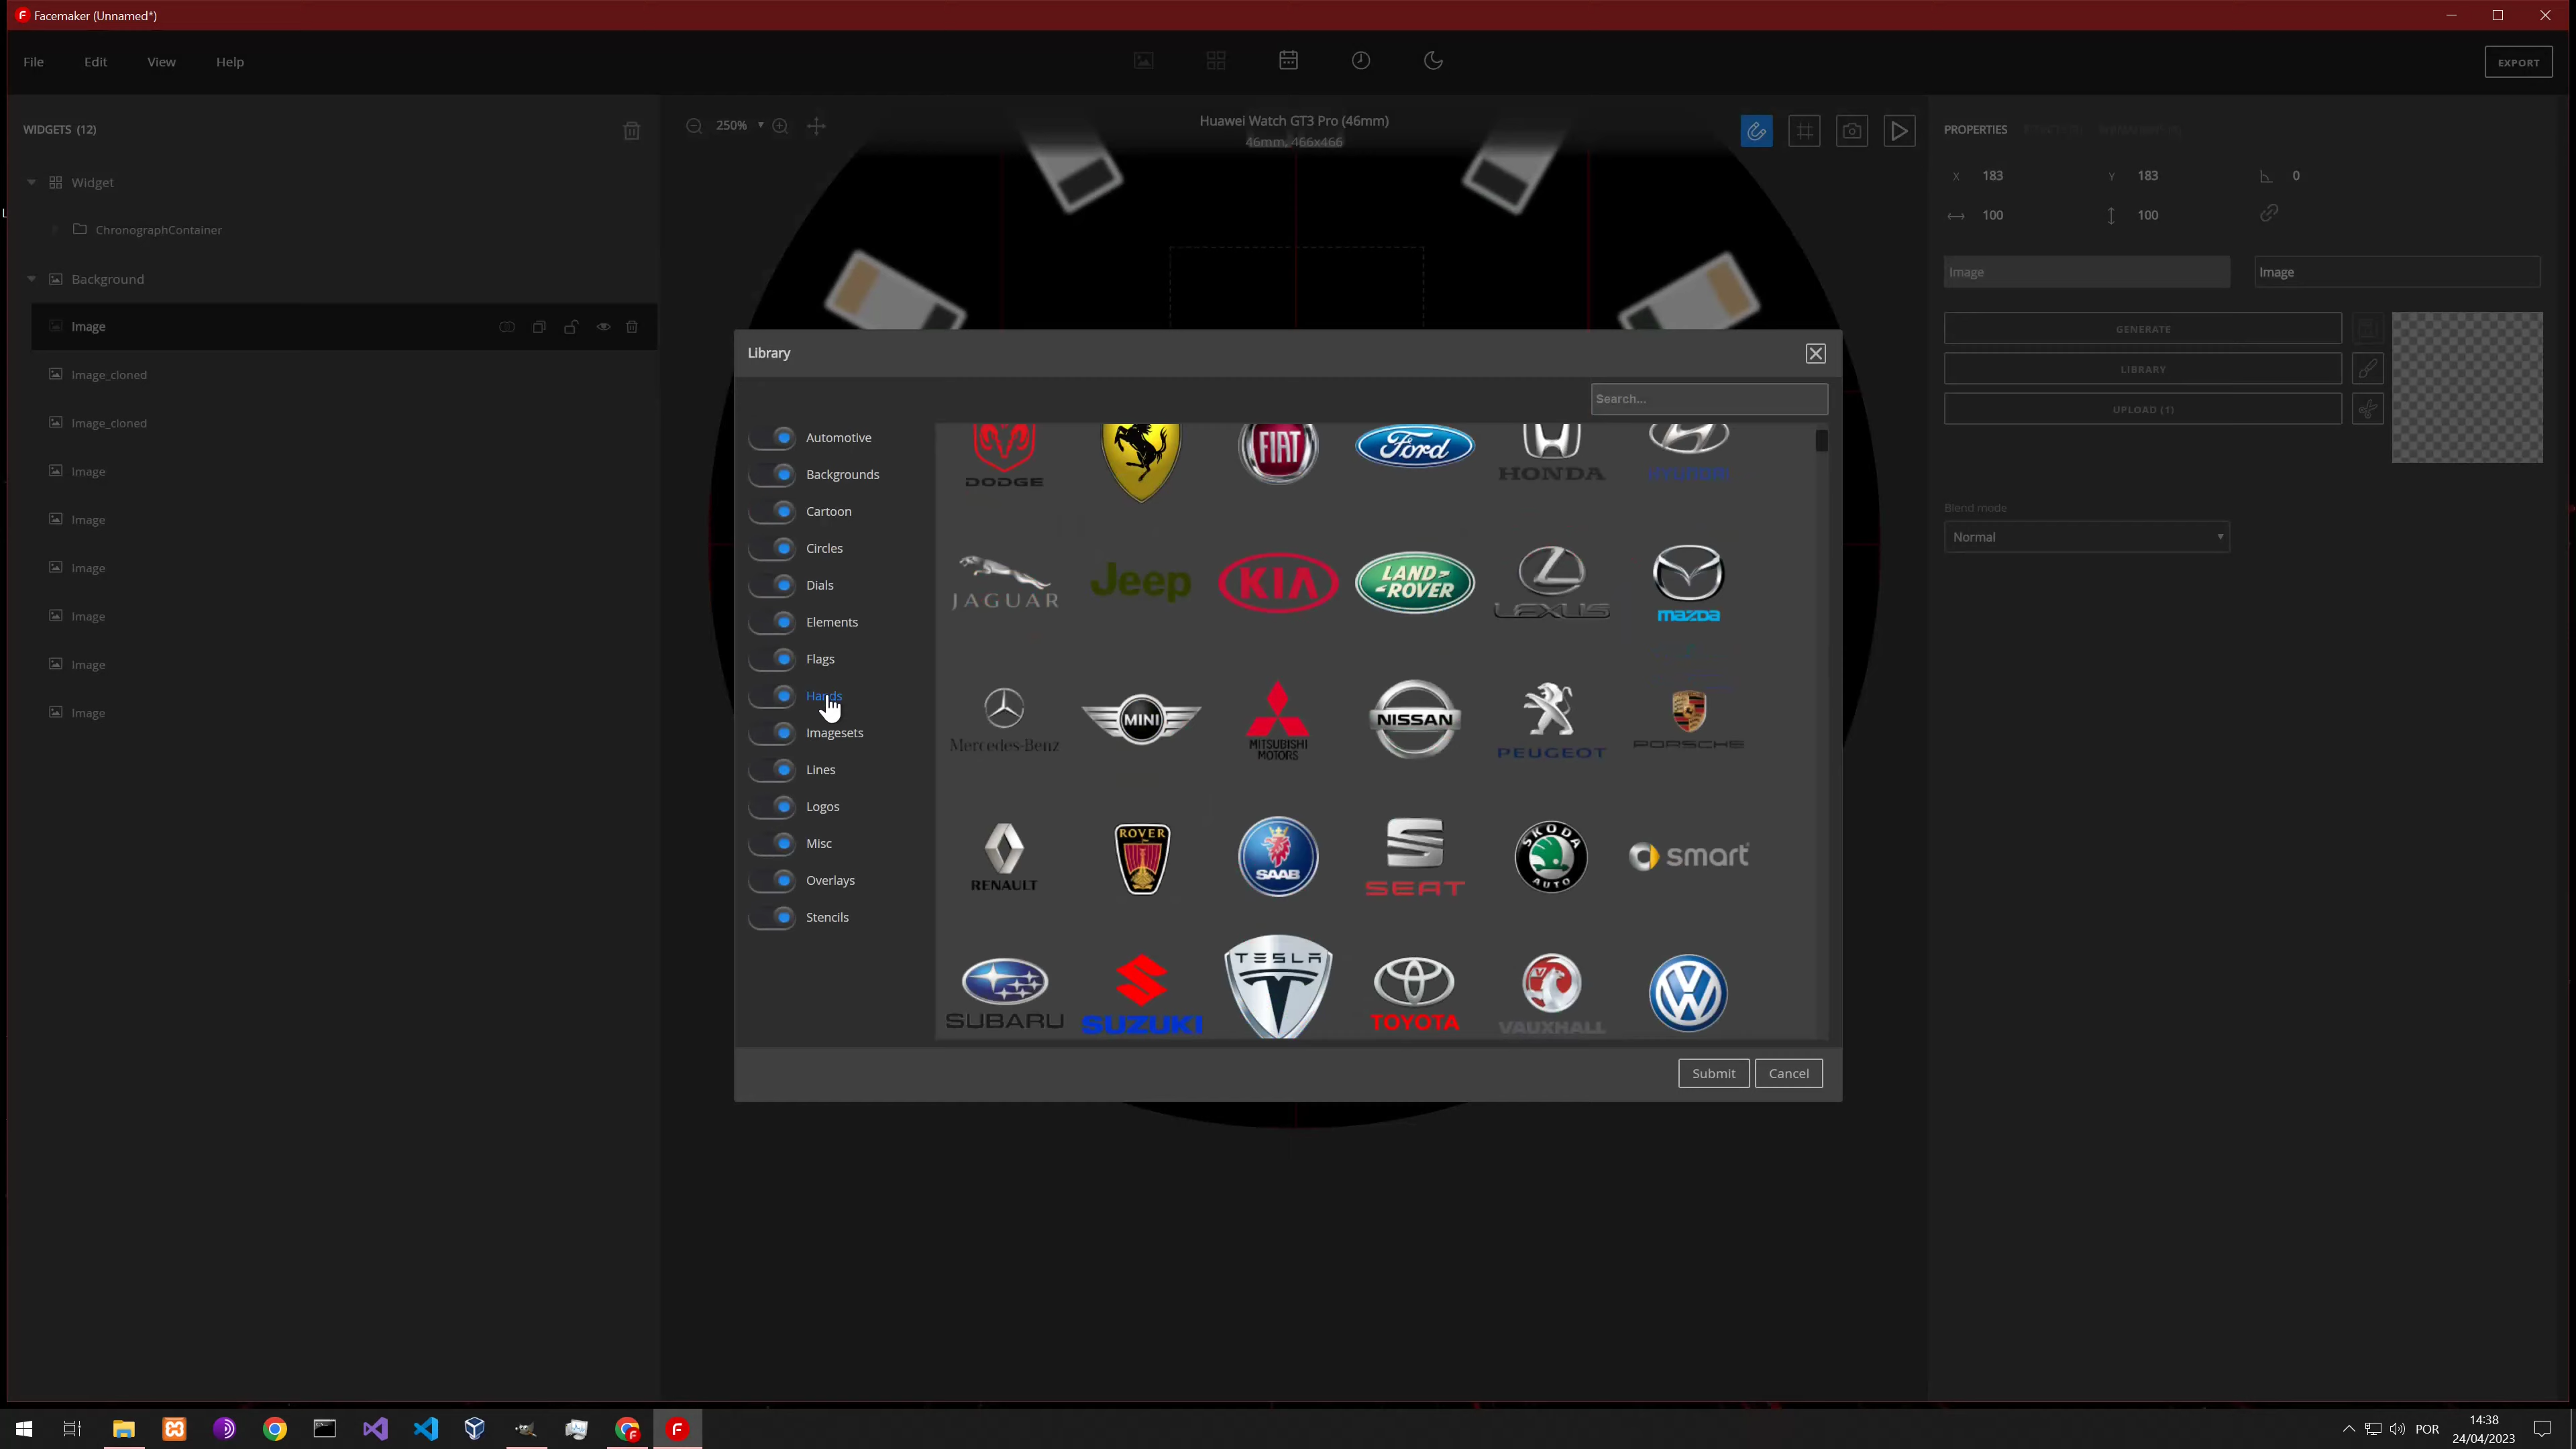 Facemaker (Unnamed*)
File Edit View Help
EXPORT
WIDGETS (12)
250%
Huawei Watch GT3 Pro (46mm)
46mm, 466x466
PROPERTIES
Widget
X 183 Y 183 0
ChronographContainer
100 100
Background
Image Image
Image
GENERATE
LIBRARY
UPLOAD (1)
Image_cloned
Image_cloned
Image
Image
Image
Image
Image
Image
Blend mode
Normal
Library
Search...
Automotive
Backgrounds
Cartoon
Circles
Dials
Elements
Flags
Hands
Imagesets
Lines
Logos
Misc
Overlays
Stencils
DODGE FIAT Ford HONDA HYUNDAI
JAGUAR Jeep KIA LAND ROVER LEXUS mazda
Mercedes-Benz MINI MITSUBISHI MOTORS NISSAN PEUGEOT PORSCHE
RENAULT ROVER SAAB SEAT SKODA AUTO smart
SUBARU SUZUKI TESLA TOYOTA VAUXHALL
Submit Cancel
POR
14:38
24/04/2023